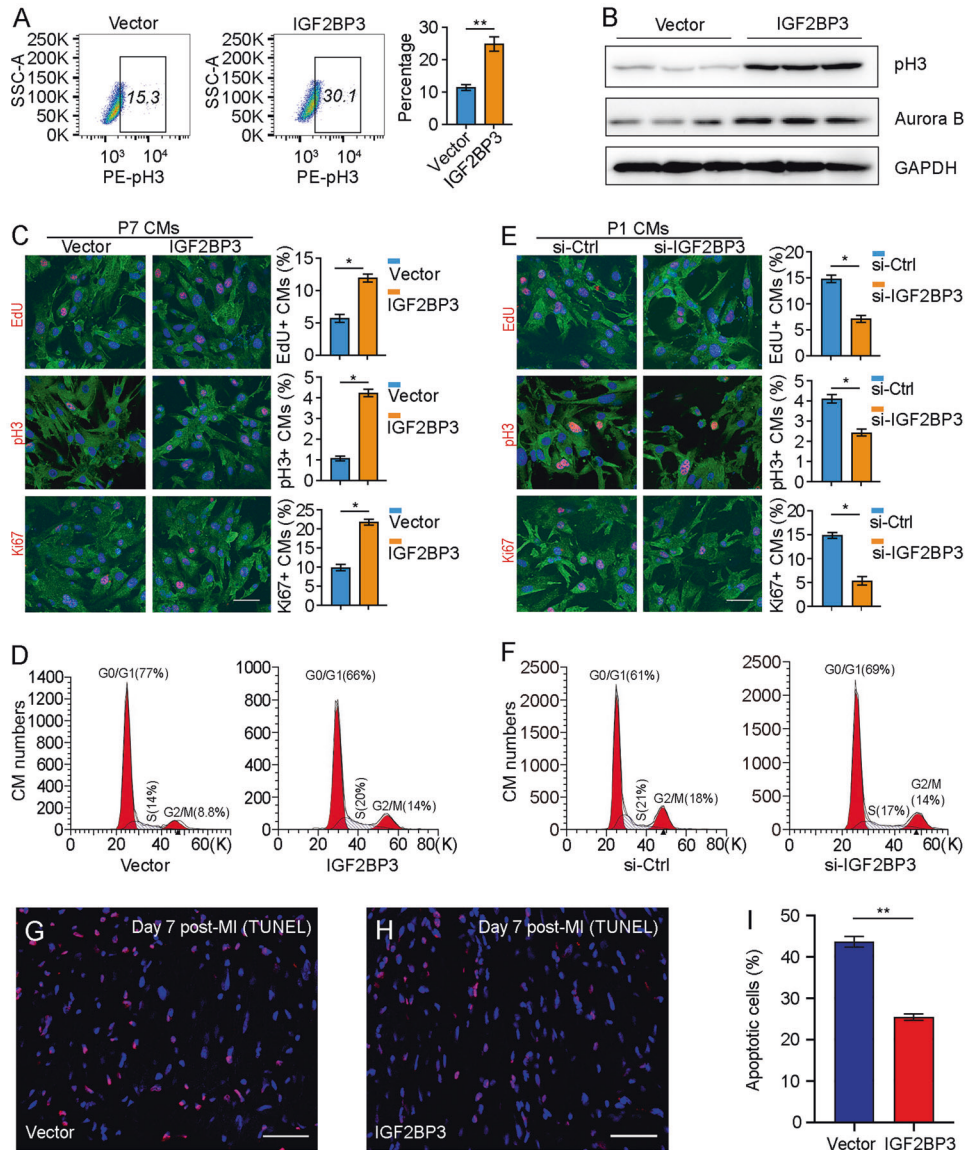 A
Vector
IGF2BP3
SSC-A
250K
200K
150K
100K
50K
0K
15.3
10³ 10⁴
PE-pH3
SSC-A
250K
200K
150K
100K
50K
0K
30.1
10³ 10⁴
PE-pH3
Percentage
30
20
10
0
**
Vector
IGF2BP3
B
Vector IGF2BP3
pH3
Aurora B
GAPDH
C
P7 CMs
Vector IGF2BP3
EdU
pH3
Ki67
EdU+ CMs (%)
15
10
5
0
*
Vector
IGF2BP3
pH3+ CMs (%)
5
4
3
2
1
0
*
Vector
IGF2BP3
Ki67+ CMs (%)
25
20
15
10
5
0
*
Vector
IGF2BP3
E
P1 CMs
si-Ctrl si-IGF2BP3
EdU
pH3
Ki67
EdU+ CMs (%)
20
15
10
5
0
*
si-Ctrl
si-IGF2BP3
pH3+ CMs (%)
5
4
3
2
1
0
*
si-Ctrl
si-IGF2BP3
Ki67+ CMs (%)
20
15
10
5
0
*
si-Ctrl
si-IGF2BP3
D
CM numbers
1400
1200
1000
800
600
400
200
0
G0/G1(77%)
S(14%)
G2/M(8.8%)
0 20 40 60 80(K)
Vector
1000
800
600
400
200
0
G0/G1(66%)
S(20%)
G2/M(14%)
0 20 40 60 80(K)
IGF2BP3
F
CM numbers
2500
2000
1500
1000
500
0
G0/G1(61%)
S(21%)
G2/M(18%)
0 20 40 60 80(K)
si-Ctrl
2500
2000
1500
1000
500
0
G0/G1(69%)
S(17%)
G2/M
(14%)
0 20 40 60(K)
si-IGF2BP3
G
Day 7 post-MI (TUNEL)
Vector
H
Day 7 post-MI (TUNEL)
IGF2BP3
I
Apoptotic cells (%)
50
40
30
20
10
0
**
Vector IGF2BP3